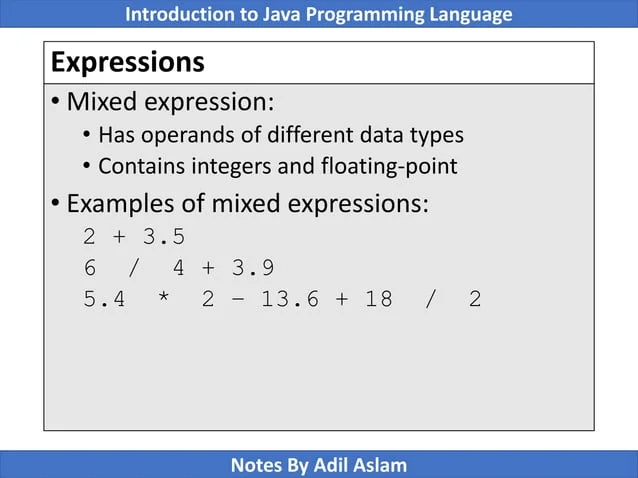 Introduction to Java Programming Language
Expressions
• Mixed expression:
• Has operands of different data types
• Contains integers and floating-point
• Examples of mixed expressions:
2 + 3.5
6 / 4 + 3.9
5.4 * 2 – 13.6 + 18 / 2
Notes By Adil Aslam